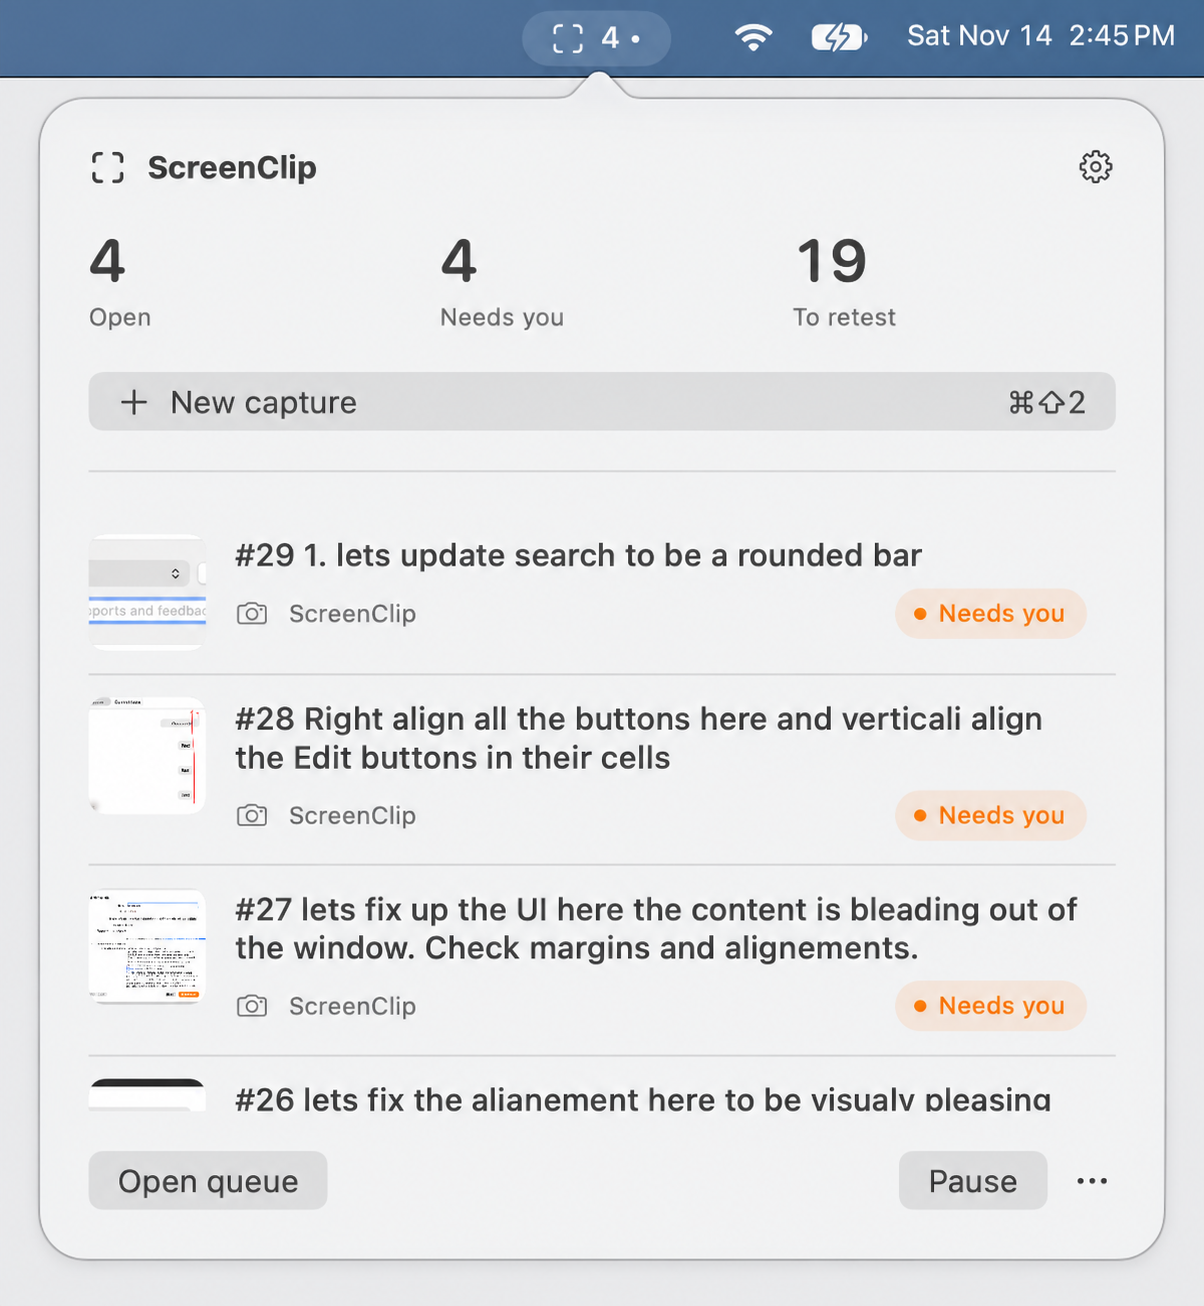 4 •
Sat Nov 14 2:45 PM
ScreenClip
4
Open
4
Needs you
19
To retest
+ New capture ⌘⇧2
ports and feedbac
#29 1. lets update search to be a rounded bar
ScreenClip
Needs you
#28 Right align all the buttons here and verticali align
the Edit buttons in their cells
ScreenClip
Needs you
#27 lets fix up the UI here the content is bleading out of
the window. Check margins and alignements.
ScreenClip
Needs you
#26 lets fix the alianement here to be visualy pleasing
Open queue
Pause
•••